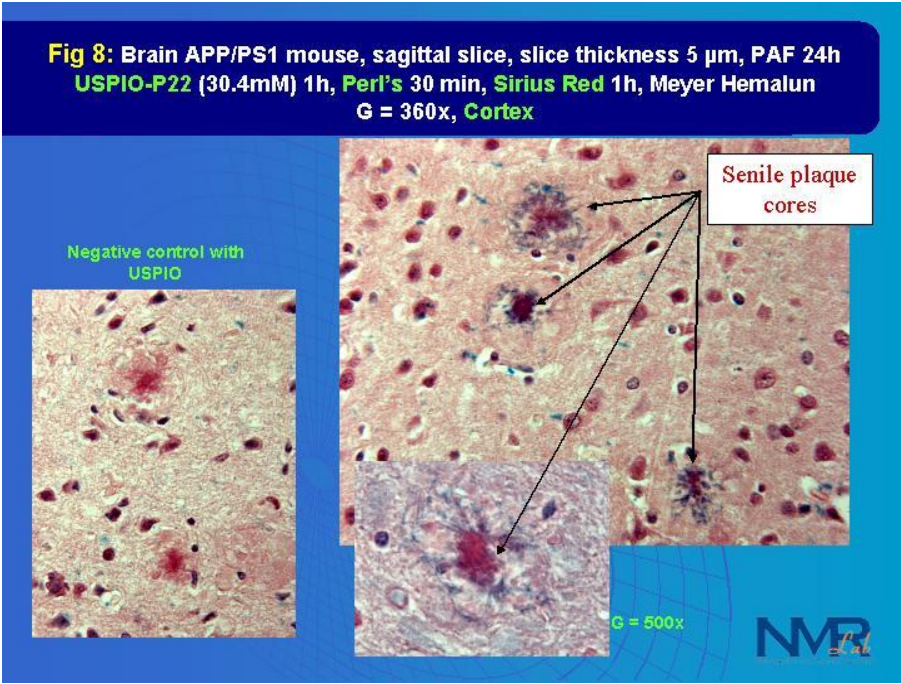 Fig 8: Brain APP/PS1 mouse, sagittal slice, slice thickness 5 µm, PAF 24h
USPIO-P22 (30.4mM) 1h, Perl's 30 min, Sirius Red 1h, Meyer Hemalun
G = 360x, Cortex
Senile plaque
cores
Negative control with
USPIO
G = 500x
NMR
Lab